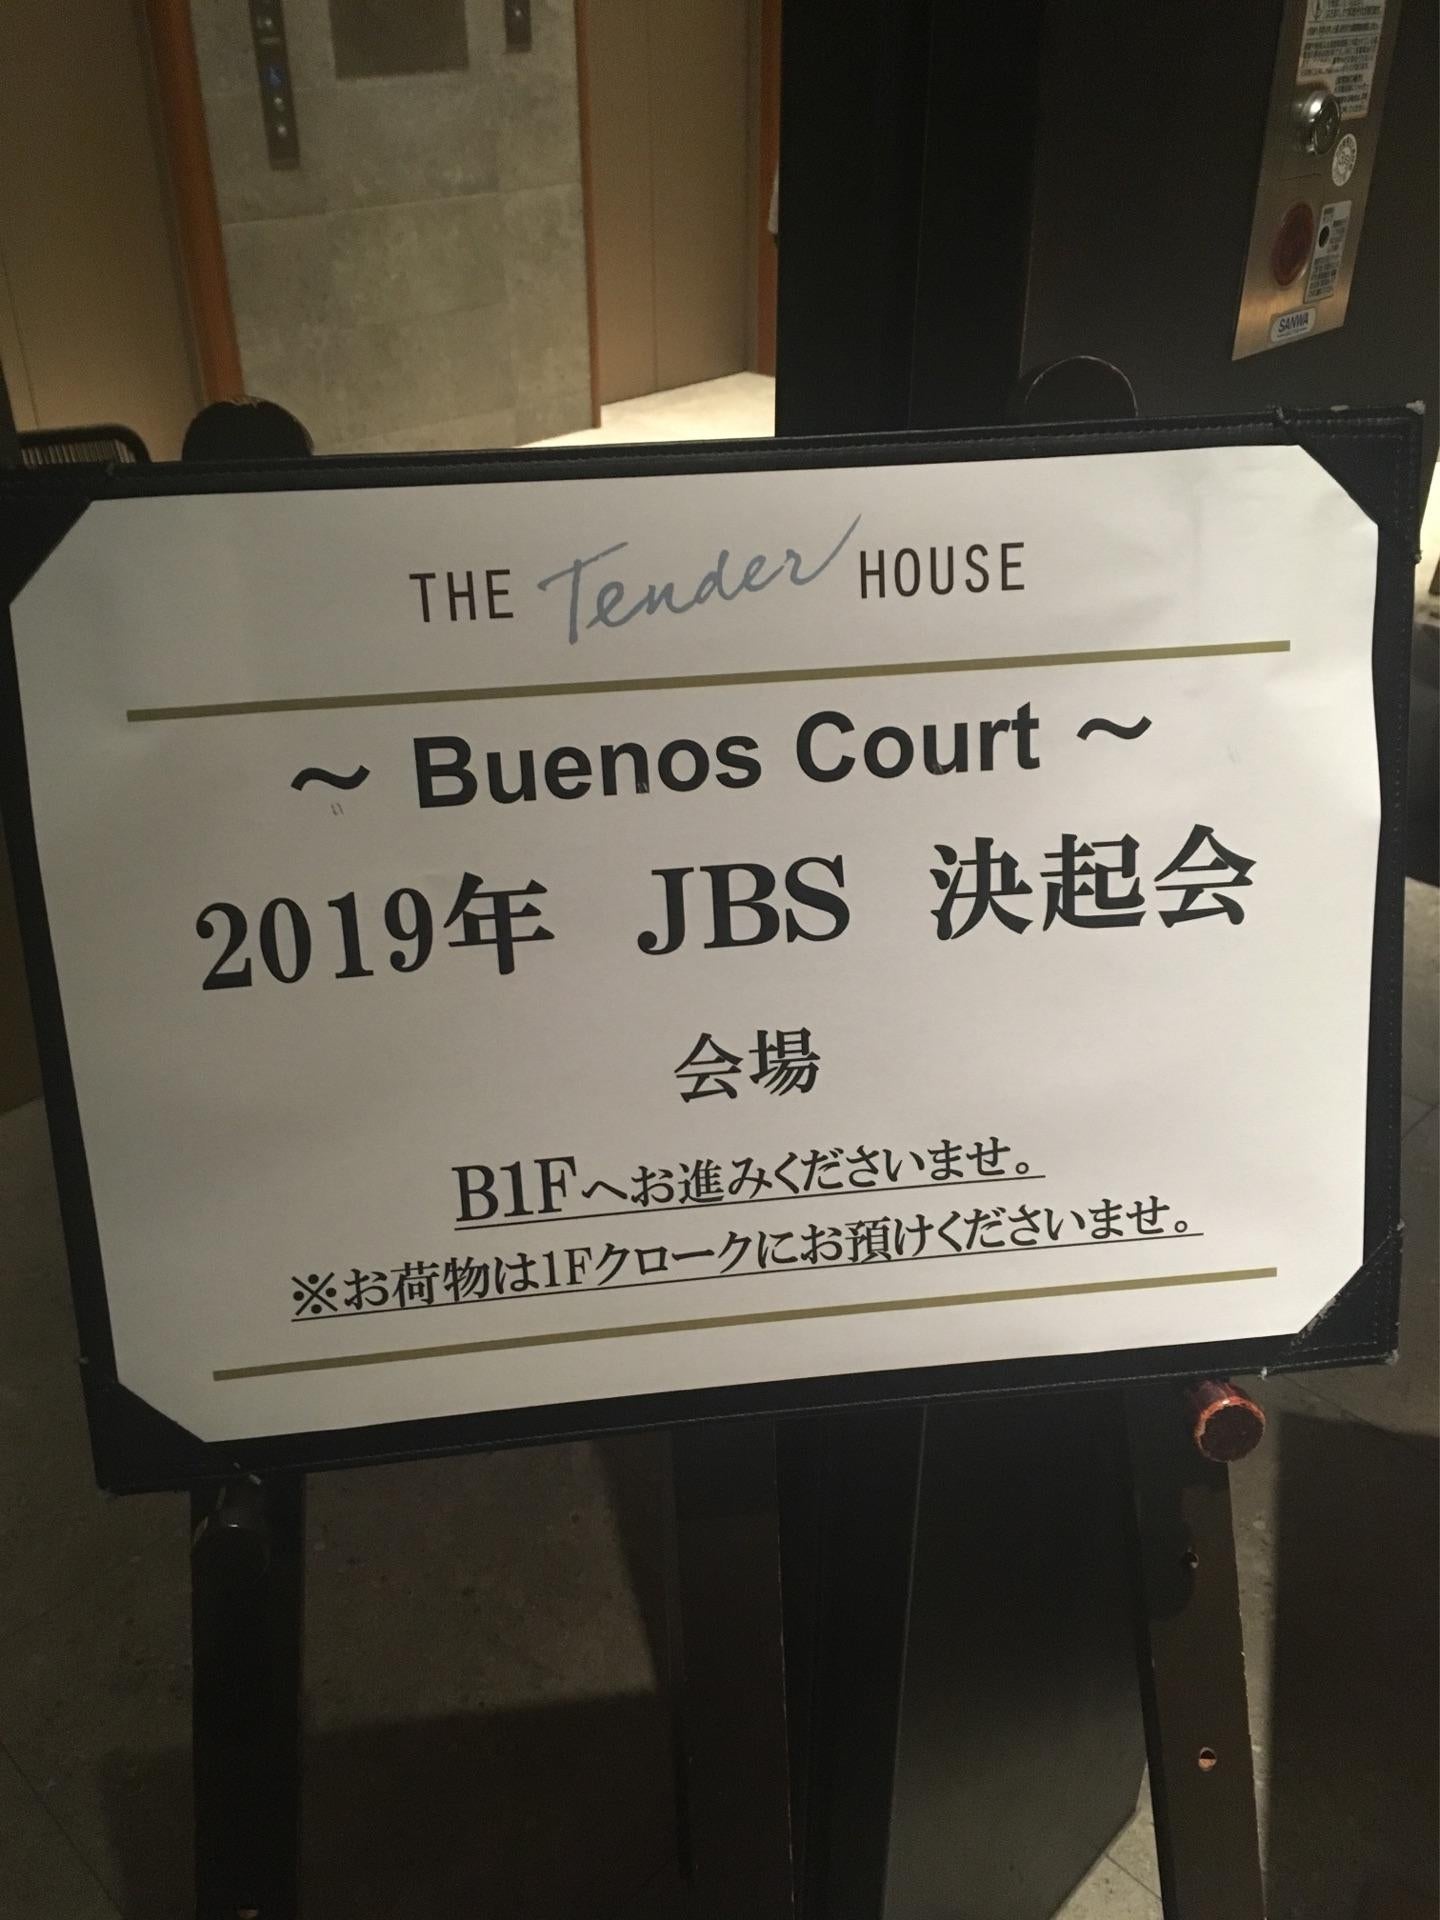 THE Tender HOUSE
～ Buenos Court ～
2019年 JBS 決起会
会場
B1Fへお進みくださいませ。
※お荷物は1Fクロークにお預けくださいませ。
SANWA